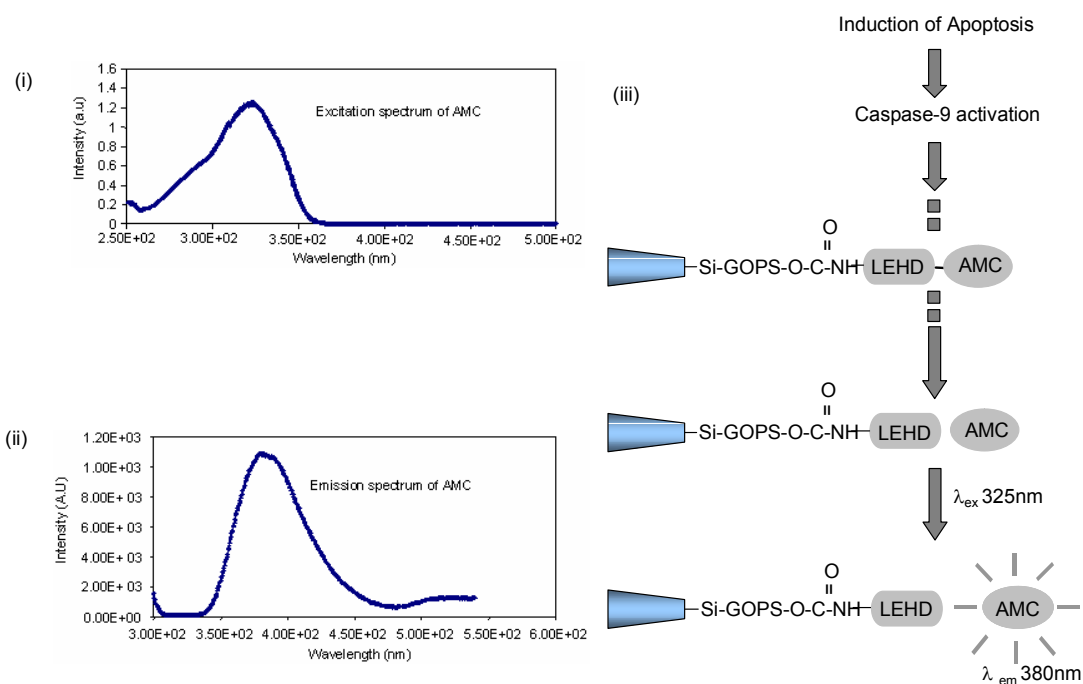 (i)
1.6
1.4
1.2
1
0.8
0.6
0.4
0.2
0
Intensity (a.u)
Excitation spectrum of AMC
2.50E+02 3.00E+02 3.50E+02 4.00E+02 4.50E+02 5.00E+02
Wavelength (nm)
(ii)
1.20E+03
1.00E+03
8.00E+02
6.00E+02
4.00E+02
2.00E+02
0.00E+00
Intensity (A.U)
Emission spectrum of AMC
3.00E+02 3.50E+02 4.00E+02 4.50E+02 5.00E+02 5.50E+02 6.00E+02
Wavelength (nm)
(iii)
Induction of Apoptosis
Caspase-9 activation
O
Si-GOPS-O-C-NH LEHD AMC
O
Si-GOPS-O-C-NH LEHD AMC
λex 325nm
O
Si-GOPS-O-C-NH LEHD AMC
λ em 380nm